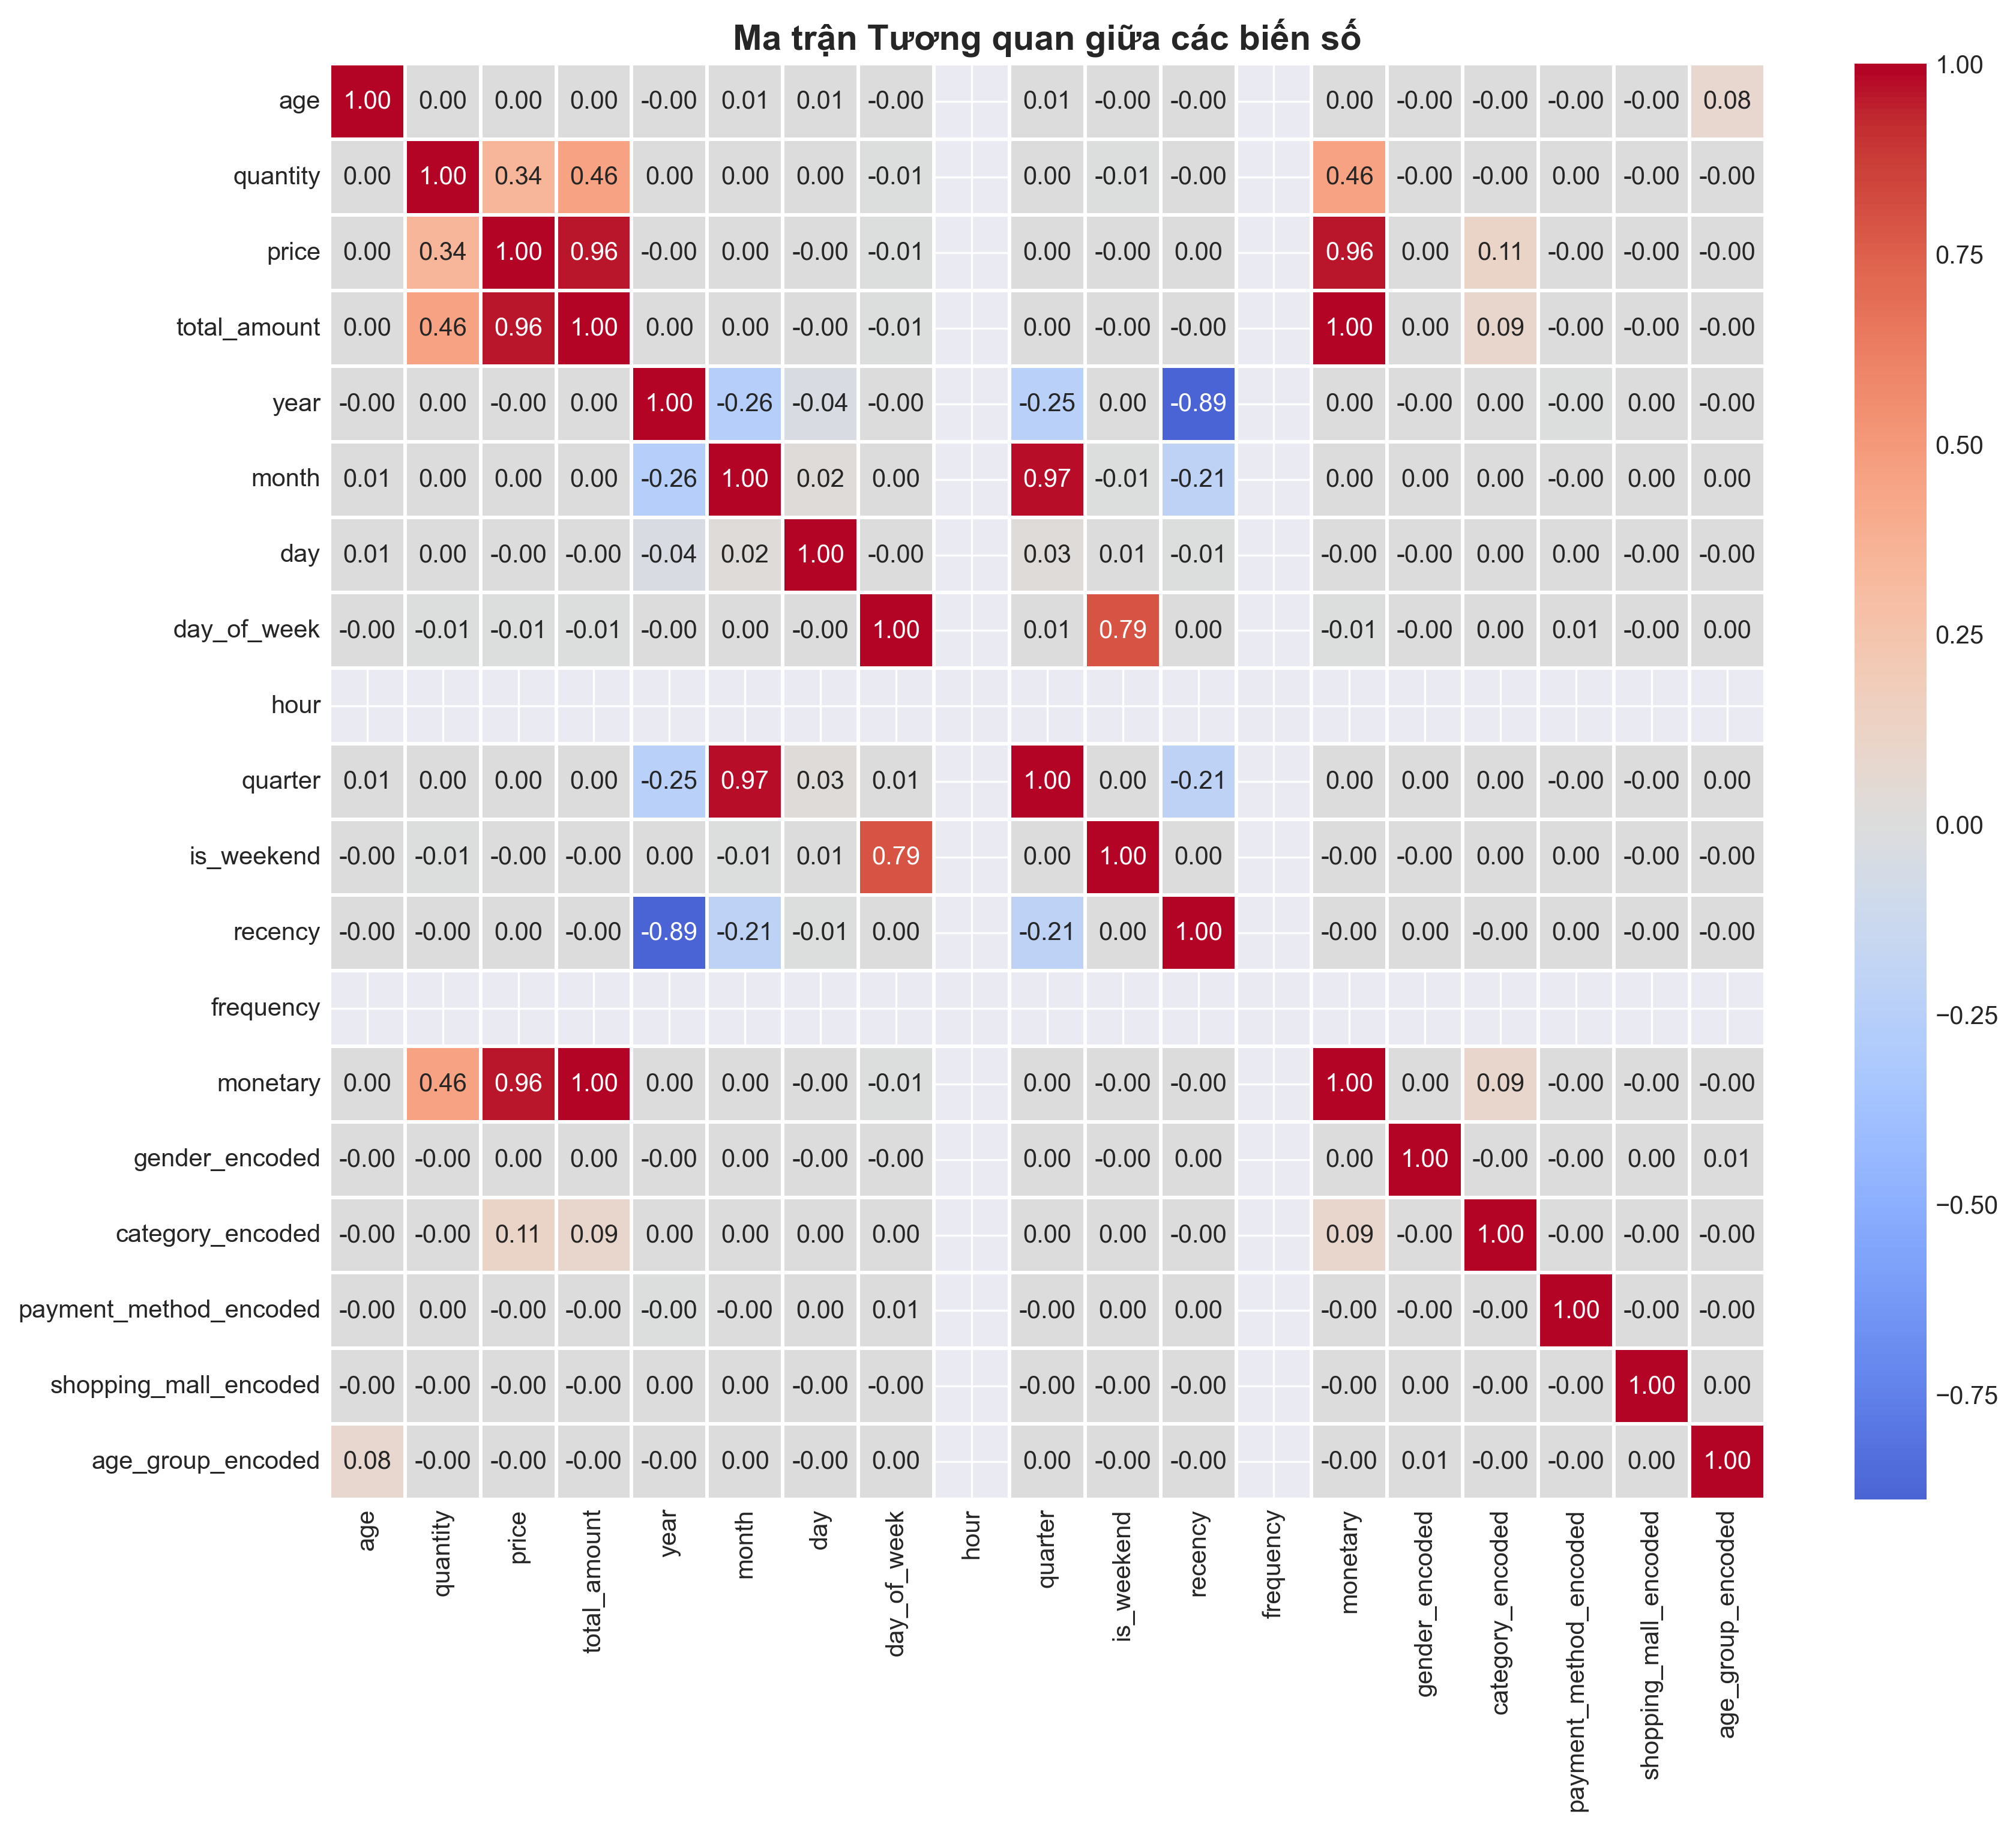 Ma trận Tương quan giữa các biến số
age 1.00 0.00 0.00 0.00 -0.00 0.01 0.01 -0.00 0.01 -0.00 -0.00 0.00 -0.00 -0.00 -0.00 -0.00 0.08
quantity 0.00 1.00 0.34 0.46 0.00 0.00 0.00 -0.01 0.00 -0.01 -0.00 0.46 -0.00 -0.00 0.00 -0.00 -0.00
price 0.00 0.34 1.00 0.96 -0.00 0.00 -0.00 -0.01 0.00 -0.00 0.00 0.96 0.00 0.11 -0.00 -0.00 -0.00
total_amount 0.00 0.46 0.96 1.00 0.00 0.00 -0.00 -0.01 0.00 -0.00 -0.00 1.00 0.00 0.09 -0.00 -0.00 -0.00
year -0.00 0.00 -0.00 0.00 1.00 -0.26 -0.04 -0.00 -0.25 0.00 -0.89 0.00 -0.00 0.00 -0.00 0.00 -0.00
month 0.01 0.00 0.00 0.00 -0.26 1.00 0.02 0.00 0.97 -0.01 -0.21 0.00 0.00 0.00 -0.00 0.00 0.00
day 0.01 0.00 -0.00 -0.00 -0.04 0.02 1.00 -0.00 0.03 0.01 -0.01 -0.00 -0.00 0.00 0.00 -0.00 -0.00
day_of_week -0.00 -0.01 -0.01 -0.01 -0.00 0.00 -0.00 1.00 0.01 0.79 0.00 -0.01 -0.00 0.00 0.01 -0.00 0.00
hour
quarter 0.01 0.00 0.00 0.00 -0.25 0.97 0.03 0.01 1.00 0.00 -0.21 0.00 0.00 0.00 -0.00 -0.00 0.00
is_weekend -0.00 -0.01 -0.00 -0.00 0.00 -0.01 0.01 0.79 0.00 1.00 0.00 -0.00 -0.00 0.00 0.00 -0.00 -0.00
recency -0.00 -0.00 0.00 -0.00 -0.89 -0.21 -0.01 0.00 -0.21 0.00 1.00 -0.00 0.00 -0.00 0.00 -0.00 -0.00
frequency
monetary 0.00 0.46 0.96 1.00 0.00 0.00 -0.00 -0.01 0.00 -0.00 -0.00 1.00 0.00 0.09 -0.00 -0.00 -0.00
gender_encoded -0.00 -0.00 0.00 0.00 -0.00 0.00 -0.00 -0.00 0.00 -0.00 0.00 0.00 1.00 -0.00 -0.00 0.00 0.01
category_encoded -0.00 -0.00 0.11 0.09 0.00 0.00 0.00 0.00 0.00 0.00 -0.00 0.09 -0.00 1.00 -0.00 -0.00 -0.00
payment_method_encoded -0.00 0.00 -0.00 -0.00 -0.00 -0.00 0.00 0.01 -0.00 0.00 0.00 -0.00 -0.00 -0.00 1.00 -0.00 -0.00
shopping_mall_encoded -0.00 -0.00 -0.00 -0.00 0.00 0.00 -0.00 -0.00 -0.00 -0.00 -0.00 -0.00 0.00 -0.00 -0.00 1.00 0.00
age_group_encoded 0.08 -0.00 -0.00 -0.00 -0.00 0.00 -0.00 0.00 0.00 -0.00 -0.00 -0.00 0.01 -0.00 -0.00 0.00 1.00
age
quantity
price
total_amount
year
month
day
day_of_week
hour
quarter
is_weekend
recency
frequency
monetary
gender_encoded
category_encoded
payment_method_encoded
shopping_mall_encoded
age_group_encoded
1.00
0.75
0.50
0.25
0.00
−0.25
−0.50
−0.75